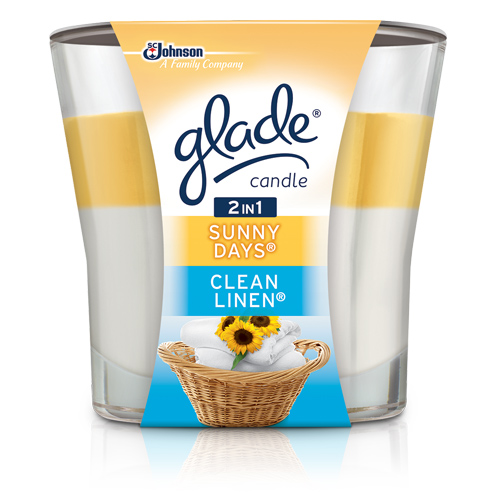 SC Johnson
A Family Company
glade®
candle
2 IN 1
SUNNY
DAYS®
CLEAN
LINEN®